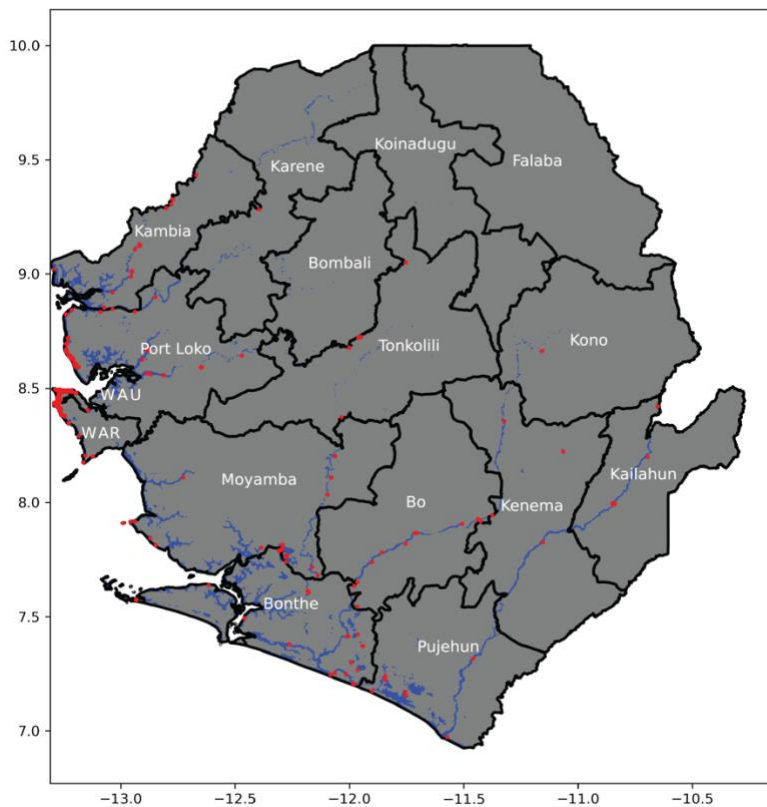 10.0
Koinadugu
9.5
Karene
Falaba
Kambia
9.0
Bombali
Port Loko
Tonkolili
Kono
8.5
WAU
WAR
Moyamba
Kailahun
8.0
Bo
Kenema
Bonthe
7.5
Pujehun
7.0
−13.0 −12.5 −12.0 −11.5 −11.0 −10.5